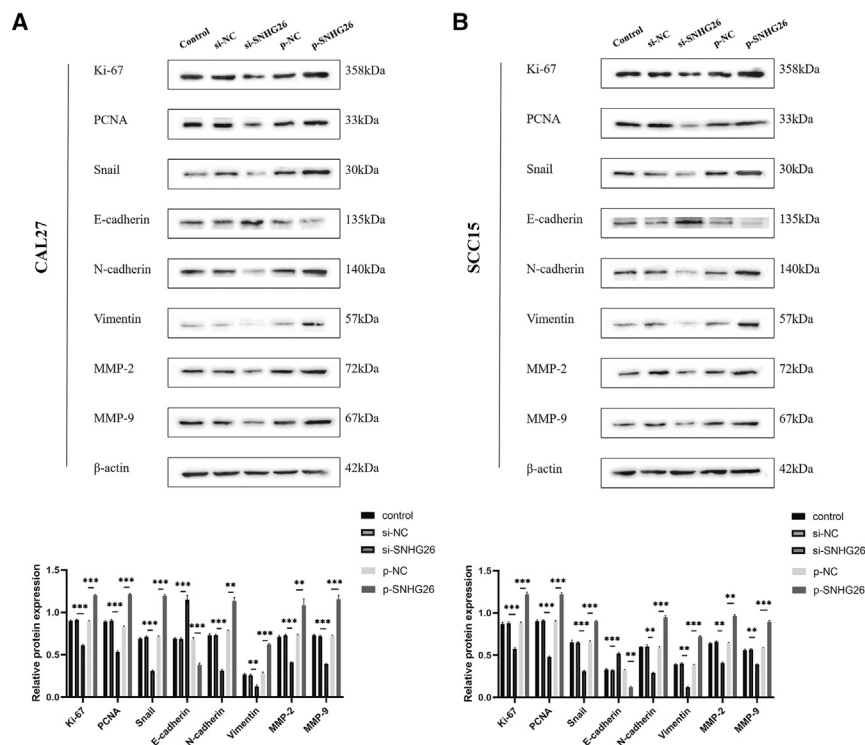 A
Control si-NC si-SNHG26 p-NC p-SNHG26
Ki-67 358kDa
PCNA 33kDa
Snail 30kDa
E-cadherin 135kDa
N-cadherin 140kDa
Vimentin 57kDa
MMP-2 72kDa
MMP-9 67kDa
β-actin 42kDa
CAL27
B
Control si-NC si-SNHG26 p-NC p-SNHG26
Ki-67 358kDa
PCNA 33kDa
Snail 30kDa
E-cadherin 135kDa
N-cadherin 140kDa
Vimentin 57kDa
MMP-2 72kDa
MMP-9 67kDa
β-actin 42kDa
SCC15
control
si-NC
si-SNHG26
p-NC
p-SNHG26
Relative protein expression
1.5
1.0
0.5
0.0
*** *** *** *** *** *** *** *** *** ** ** ** *** ** *** ***
Ki-67 PCNA Snail E-cadherin N-cadherin Vimentin MMP-2 MMP-9
control
si-NC
si-SNHG26
p-NC
p-SNHG26
Relative protein expression
1.5
1.0
0.5
0.0
*** *** *** *** *** *** *** ** *** ** ** *** *** ** *** ***
Ki-67 PCNA Snail E-cadherin N-cadherin Vimentin MMP-2 MMP-9